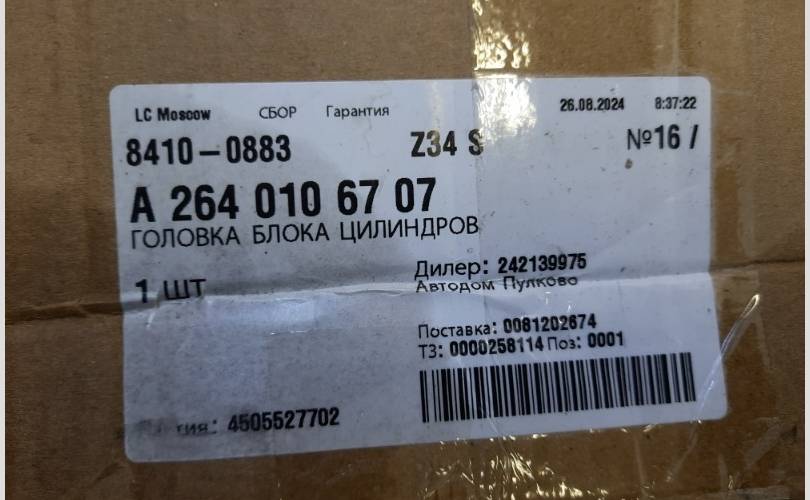 LC Moscow СБОР Гарантия 26.08.2024 8:37:22
8410-0883 Z34 S №16 /
A 264 010 67 07
ГОЛОВКА БЛОКА ЦИЛИНДРОВ
1 ШТ
Дилер: 242139975
Автодом Пулково
Поставка: 0081202674
ТЗ: 0000258114 Поз: 0001
4505527702